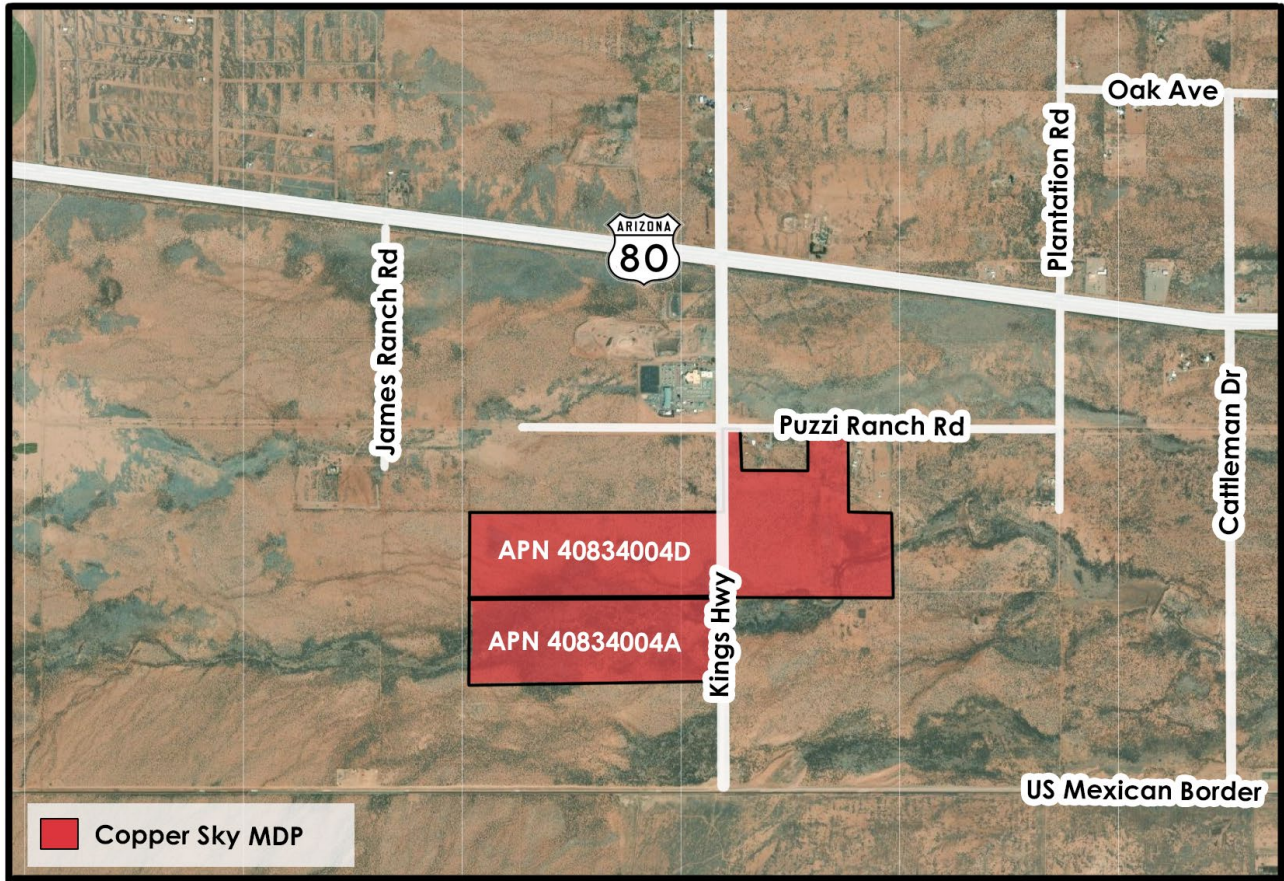 Oak Ave
Plantation Rd
ARIZONA
80
James Ranch Rd
Cattleman Dr
Puzzi Ranch Rd
APN 40834004D
Kings Hwy
APN 40834004A
US Mexican Border
Copper Sky MDP